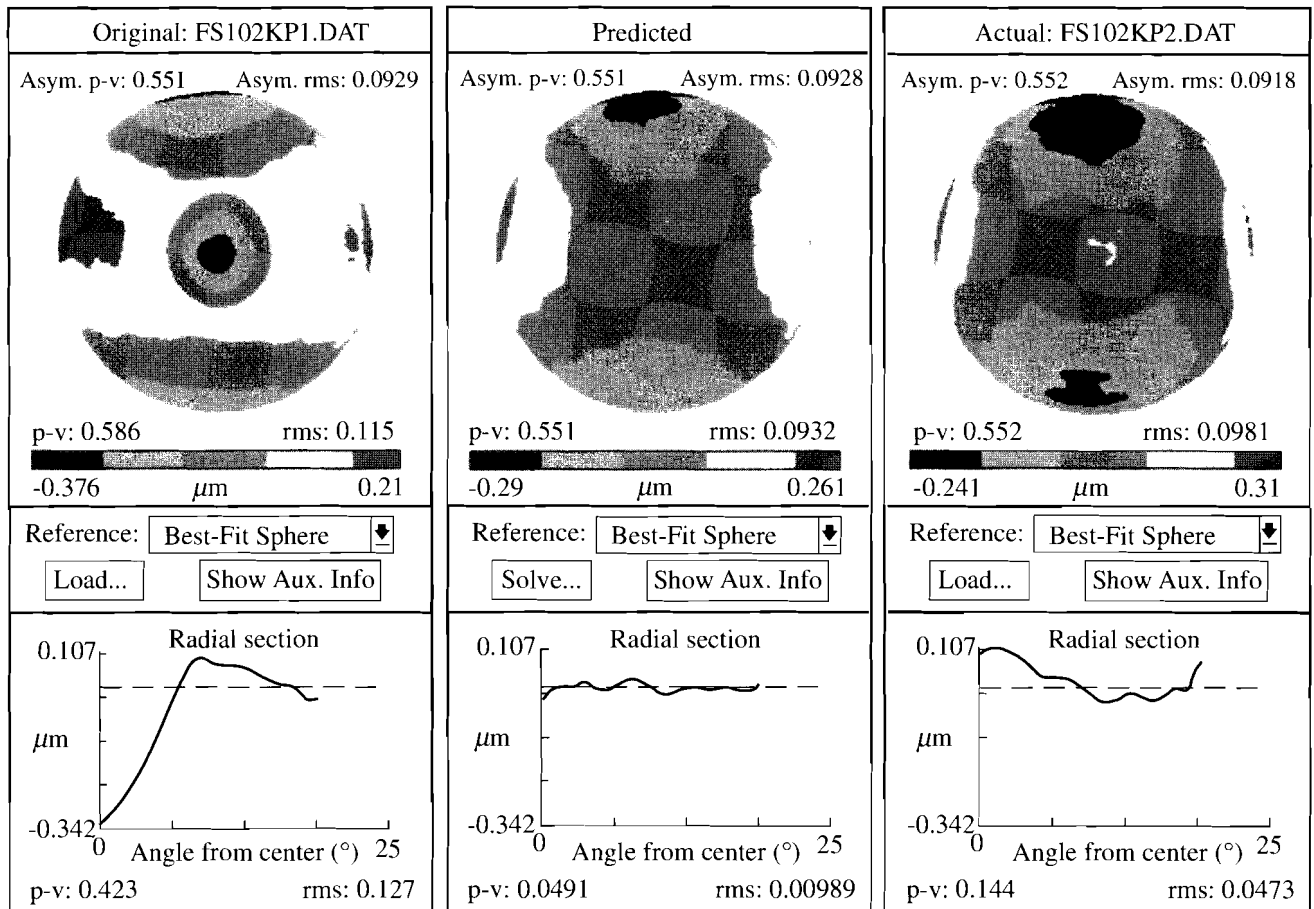 Original: FS102KP1.DAT
Asym. p-v: 0.551 Asym. rms: 0.0929
p-v: 0.586 rms: 0.115
-0.376 μm 0.21
Reference: Best-Fit Sphere
Load... Show Aux. Info
Radial section
0.107
μm
-0.342
0 Angle from center (°) 25
p-v: 0.423 rms: 0.127
Predicted
Asym. p-v: 0.551 Asym. rms: 0.0928
p-v: 0.551 rms: 0.0932
-0.29 μm 0.261
Reference: Best-Fit Sphere
Solve... Show Aux. Info
Radial section
0.107
μm
-0.342
0 Angle from center (°) 25
p-v: 0.0491 rms: 0.00989
Actual: FS102KP2.DAT
Asym. p-v: 0.552 Asym. rms: 0.0918
p-v: 0.552 rms: 0.0981
-0.241 μm 0.31
Reference: Best-Fit Sphere
Load... Show Aux. Info
Radial section
0.107
μm
-0.342
0 Angle from center (°) 25
p-v: 0.144 rms: 0.0473